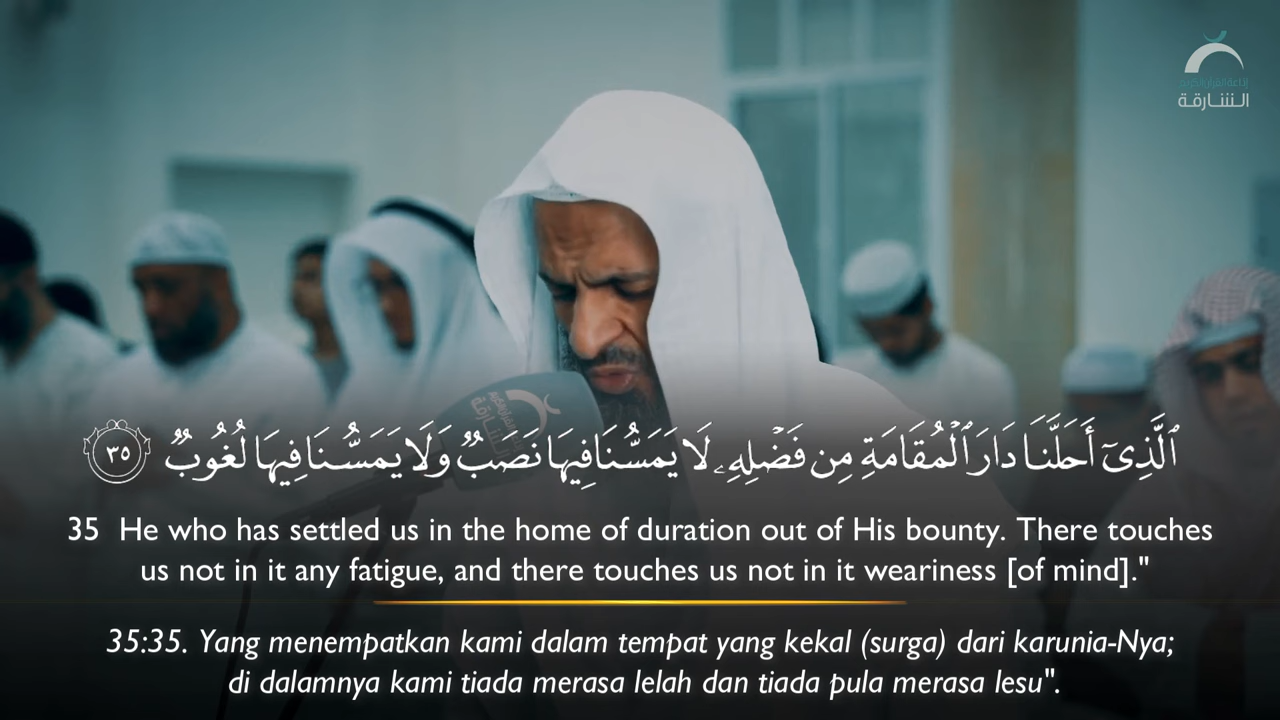 إذاعة القرآن الكريم
الشارقة
ٱلَّذِىٓ أَحَلَّنَا دَارَ ٱلْمُقَامَةِ مِن فَضْلِهِۦ لَا يَمَسُّنَا فِيهَا نَصَبٌ وَلَا يَمَسُّنَا فِيهَا لُغُوبٌ ٣٥
35 He who has settled us in the home of duration out of His bounty. There touches
us not in it any fatigue, and there touches us not in it weariness [of mind]."
35:35. Yang menempatkan kami dalam tempat yang kekal (surga) dari karunia-Nya;
di dalamnya kami tiada merasa lelah dan tiada pula merasa lesu".